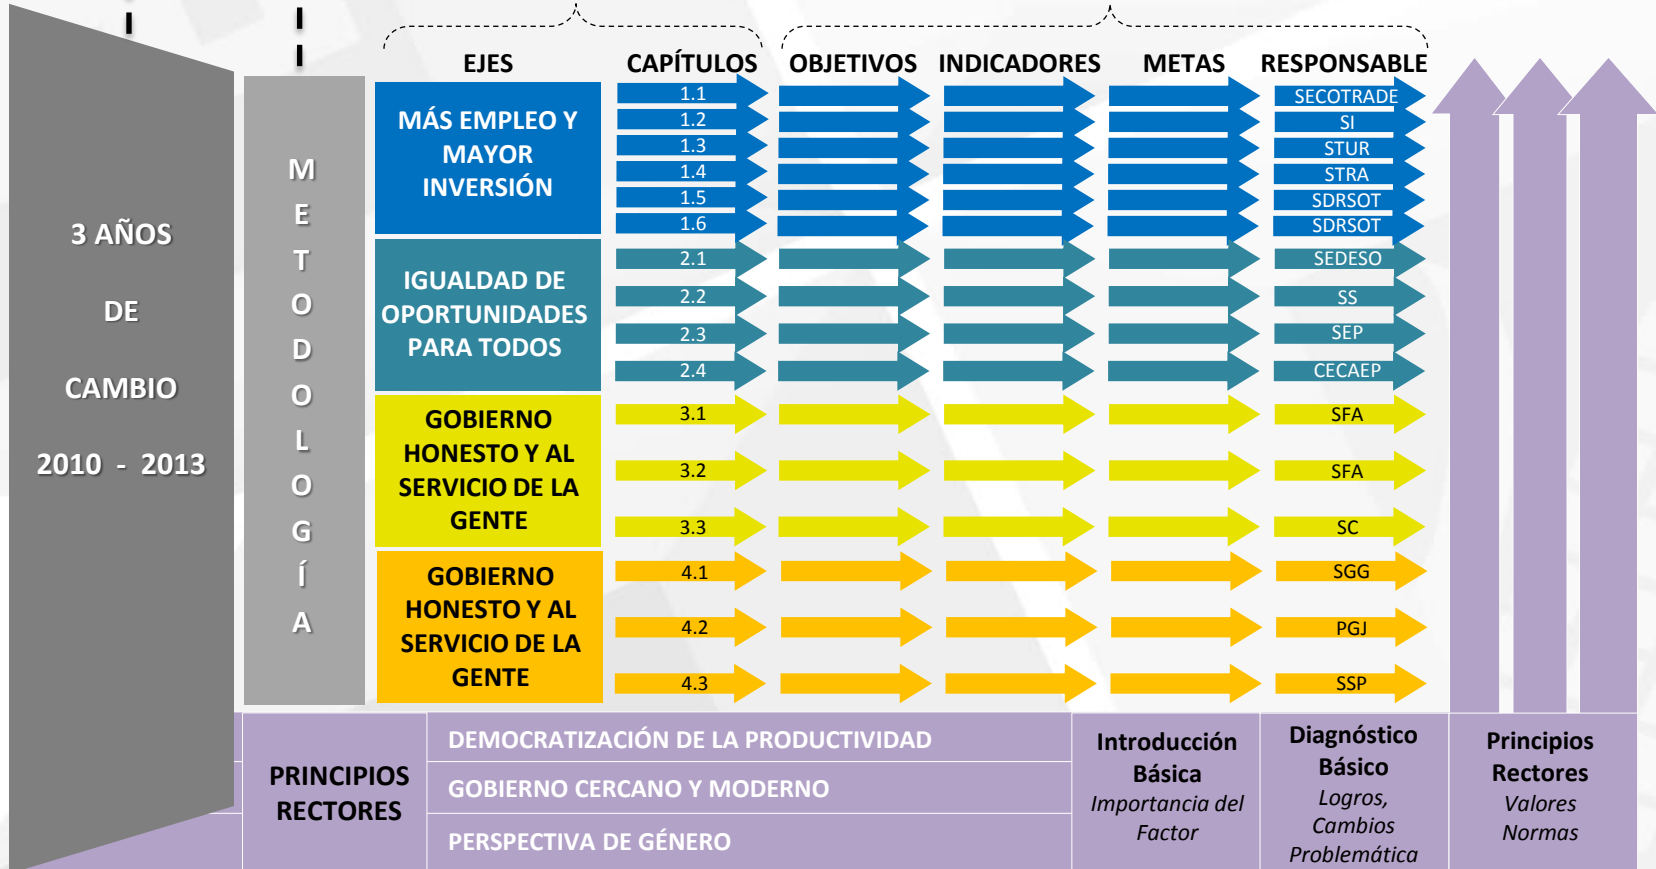 EJES CAPÍTULOS OBJETIVOS INDICADORES METAS RESPONSABLE
3 AÑOS
DE
CAMBIO
2010 - 2013
M
E
T
O
D
O
L
O
G
Í
A
MÁS EMPLEO Y
MAYOR
INVERSIÓN
1.1 SECOTRADE
1.2 SI
1.3 STUR
1.4 STRA
1.5 SDRSOT
1.6 SDRSOT
IGUALDAD DE
OPORTUNIDADES
PARA TODOS
2.1 SEDESO
2.2 SS
2.3 SEP
2.4 CECAEP
GOBIERNO
HONESTO Y AL
SERVICIO DE LA
GENTE
3.1 SFA
3.2 SFA
3.3 SC
GOBIERNO
HONESTO Y AL
SERVICIO DE LA
GENTE
4.1 SGG
4.2 PGJ
4.3 SSP
PRINCIPIOS
RECTORES
DEMOCRATIZACIÓN DE LA PRODUCTIVIDAD
GOBIERNO CERCANO Y MODERNO
PERSPECTIVA DE GÉNERO
Introducción
Básica
Importancia del
Factor
Diagnóstico
Básico
Logros,
Cambios
Problemática
Principios
Rectores
Valores
Normas